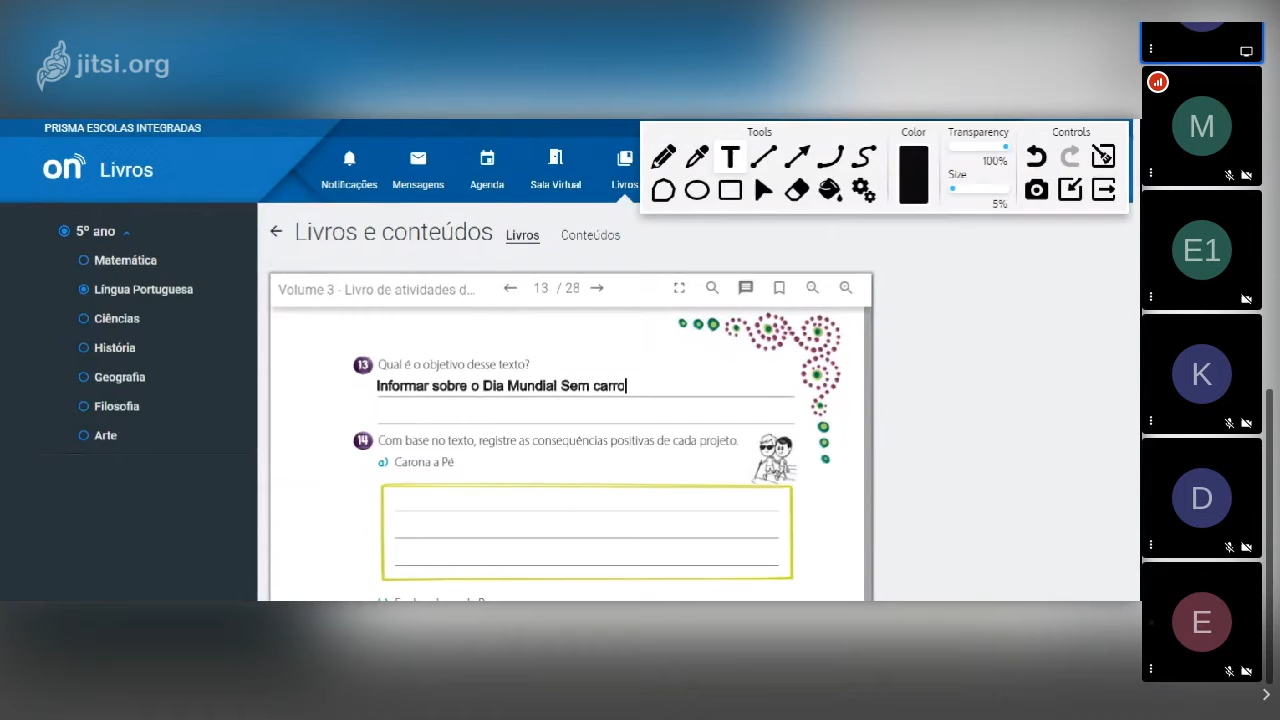 jitsi.org
PRISMA ESCOLAS INTEGRADAS
on Livros
Notificações
Mensagens
Agenda
Sala Virtual
Livros
Tools
Color
Transparency
100%
Size
5%
Controls
T
5º ano
Matemática
Língua Portuguesa
Ciências
História
Geografia
Filosofia
Arte
Livros e conteúdos Livros Conteúdos
Volume 3 - Livro de atividades d... 13 / 28
13 Qual é o objetivo desse texto?
Informar sobre o Dia Mundial Sem carro
14 Com base no texto, registre as consequências positivas de cada projeto.
a) Carona a Pé
M
E1
K
D
E